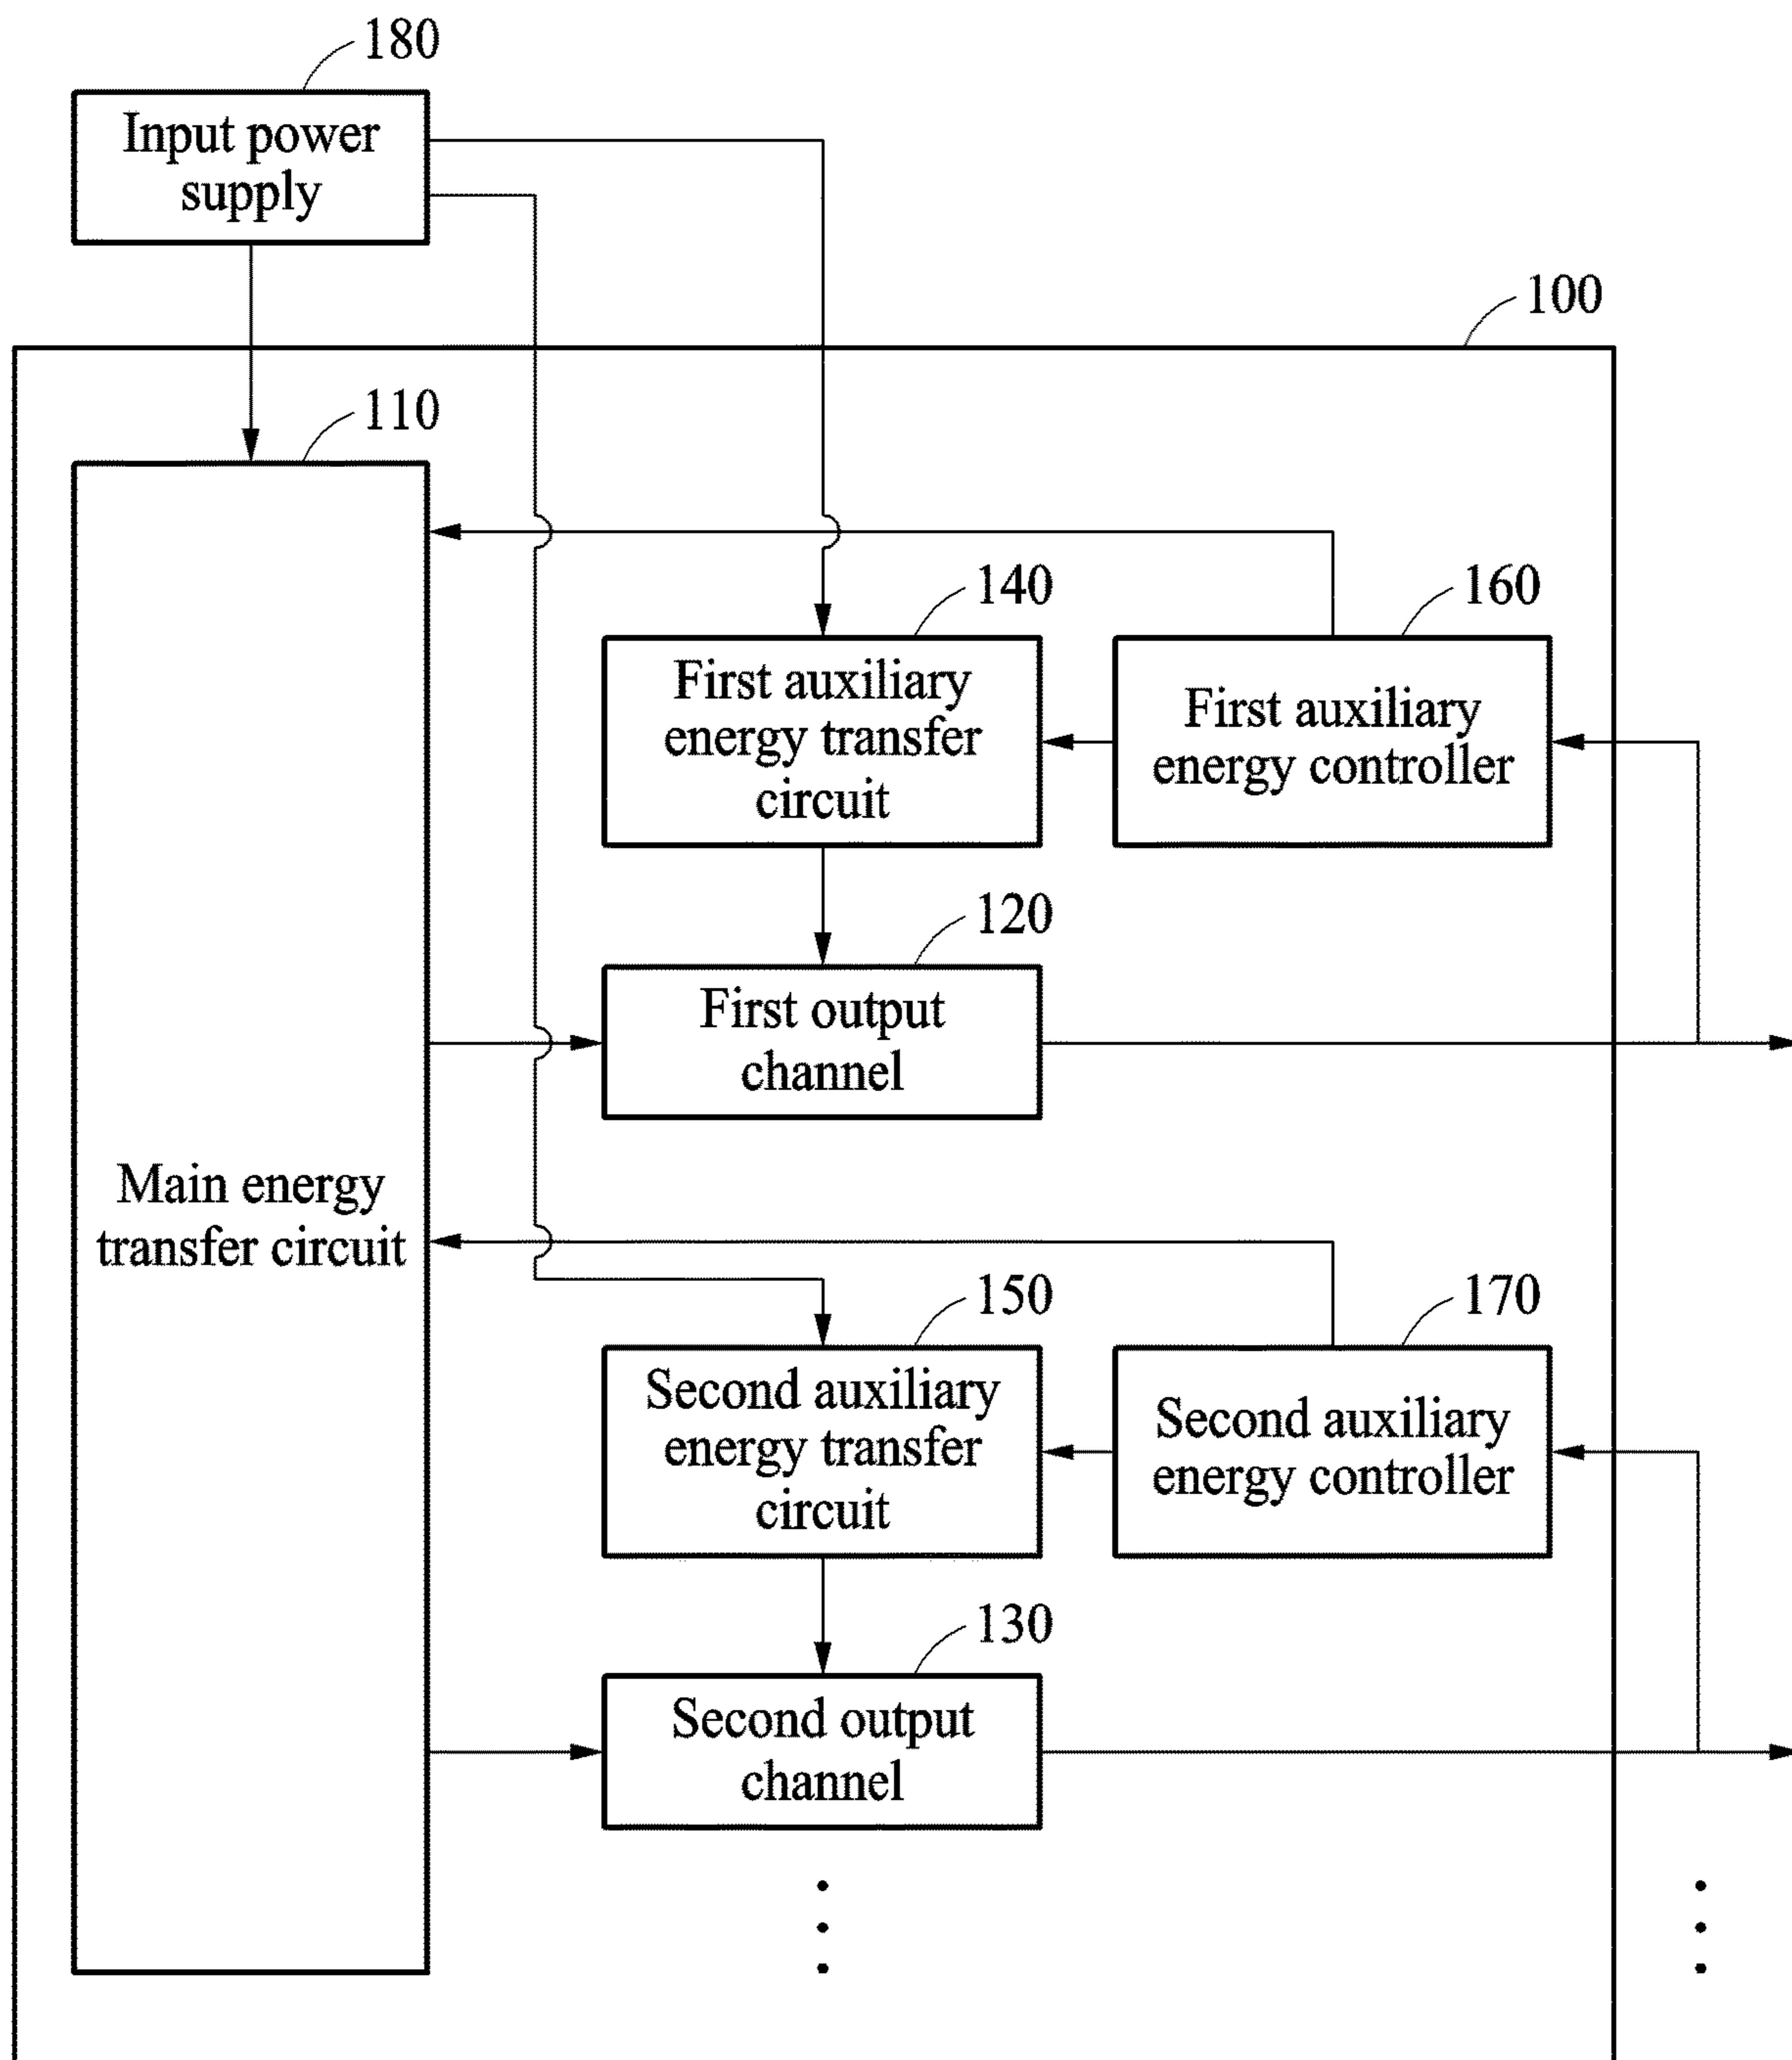 180
Input power
supply
100
110
140
160
First auxiliary
energy transfer
circuit
First auxiliary
energy controller
120
First output
channel
Main energy
transfer circuit
150
170
Second auxiliary
energy transfer
circuit
Second auxiliary
energy controller
130
Second output
channel